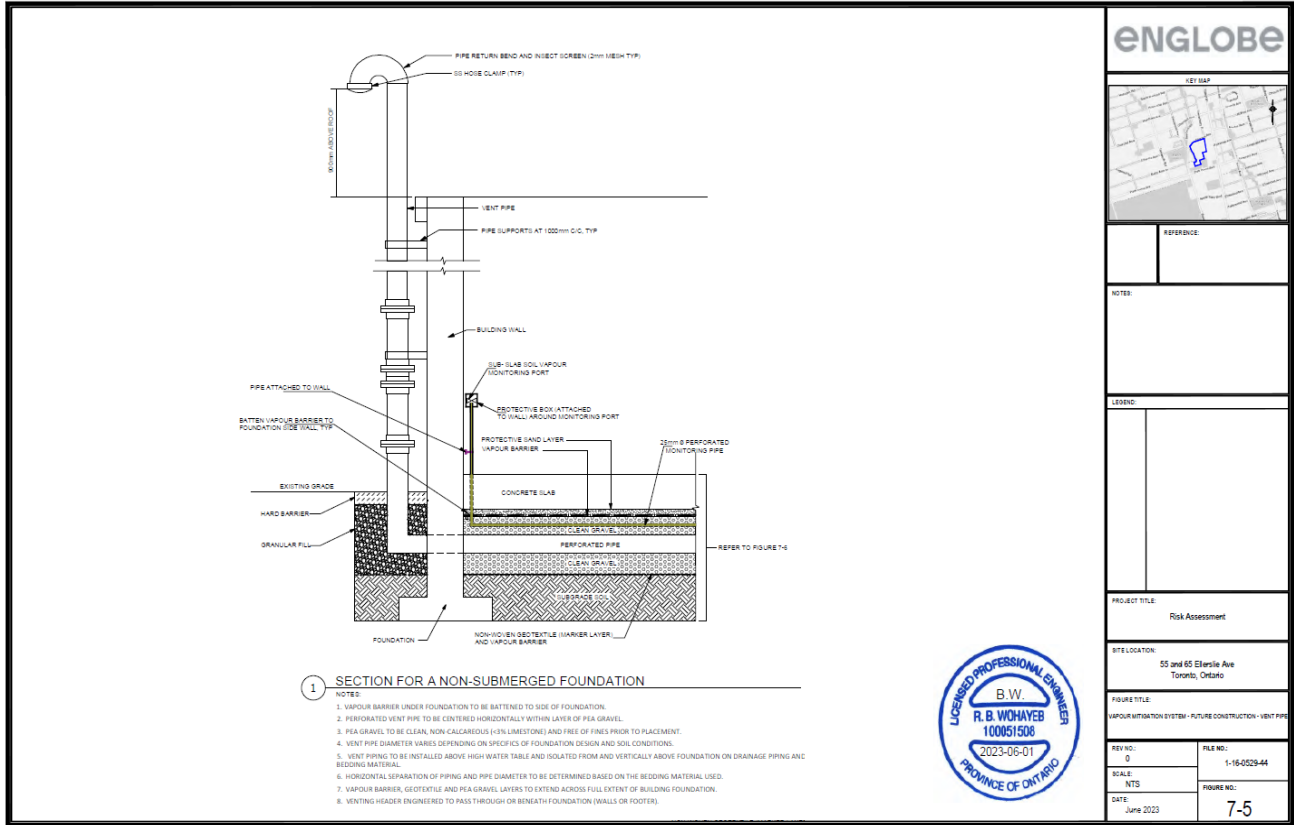 PIPE RETURN BEND AND INSECT SCREEN (2mm MESH TYP)
SS HOSE CLAMP (TYP)
900mm ABOVE ROOF
VENT PIPE
PIPE SUPPORTS AT 1000mm C/C, TYP
BUILDING WALL
SUB- SLAB SOIL VAPOUR
MONITORING PORT
PIPE ATTACHED TO WALL
PROTECTIVE BOX (ATTACHED
TO WALL) AROUND MONITORING PORT
BATTEN VAPOUR BARRIER TO
FOUNDATION SIDE WALL, TYP
PROTECTIVE SAND LAYER
VAPOUR BARRIER
25mm Ø PERFORATED
MONITORING PIPE
EXISTING GRADE
CONCRETE SLAB
HARD BARRIER
CLEAN GRAVEL
GRANULAR FILL
PERFORATED PIPE
REFER TO FIGURE 7-6
CLEAN GRAVEL
SUBGRADE SOIL
FOUNDATION
NON-WOVEN GEOTEXTILE (MARKER LAYER)
AND VAPOUR BARRIER
1
SECTION FOR A NON-SUBMERGED FOUNDATION
NOTES:
1. VAPOUR BARRIER UNDER FOUNDATION TO BE BATTENED TO SIDE OF FOUNDATION.
2. PERFORATED VENT PIPE TO BE CENTERED HORIZONTALLY WITHIN LAYER OF PEA GRAVEL.
3. PEA GRAVEL TO BE CLEAN, NON-CALCAREOUS (<3% LIMESTONE) AND FREE OF FINES PRIOR TO PLACEMENT.
4. VENT PIPE DIAMETER VARIES DEPENDING ON SPECIFICS OF FOUNDATION DESIGN AND SOIL CONDITIONS.
5. VENT PIPING TO BE INSTALLED ABOVE HIGH WATER TABLE AND ISOLATED FROM AND VERTICALLY ABOVE FOUNDATION ON DRAINAGE PIPING AND
BEDDING MATERIAL.
6. HORIZONTAL SEPARATION OF PIPING AND PIPE DIAMETER TO BE DETERMINED BASED ON THE BEDDING MATERIAL USED.
7. VAPOUR BARRIER, GEOTEXTILE AND PEA GRAVEL LAYERS TO EXTEND ACROSS FULL EXTENT OF BUILDING FOUNDATION.
8. VENTING HEADER ENGINEERED TO PASS THROUGH OR BENEATH FOUNDATION (WALLS OR FOOTER).
LICENSED PROFESSIONAL ENGINEER
B.W.
R. B. WOHAYEB
100051508
2023-06-01
PROVINCE OF ONTARIO
ENGLOBE
KEY MAP
REFERENCE:
NOTES:
LEGEND:
PROJECT TITLE:
Risk Assessment
SITE LOCATION:
55 and 65 Ellerslie Ave
Toronto, Ontario
FIGURE TITLE:
VAPOUR MITIGATION SYSTEM - FUTURE CONSTRUCTION - VENT PIPE
REV NO.:
0
FILE NO.:
1-16-0529-44
SCALE:
NTS
FIGURE NO.:
7-5
DATE:
June 2023